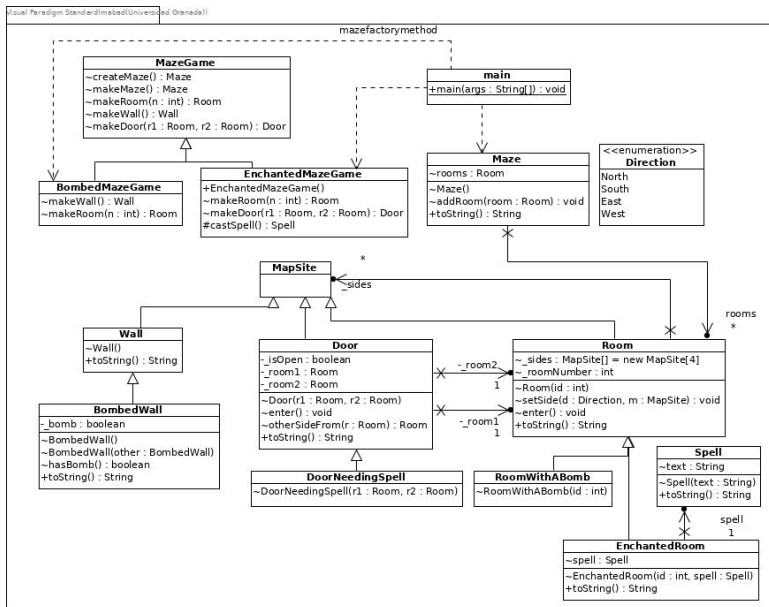 Visual Paradigm Standard(mabad(Universidad Granada))
mazefactorymethod
MazeGame
~createMaze() : Maze
~makeMaze() : Maze
~makeRoom(n : int) : Room
~makeWall() : Wall
~makeDoor(r1 : Room, r2 : Room) : Door
main
+main(args : String[]) : void
BombedMazeGame
~makeWall() : Wall
~makeRoom(n : int) : Room
EnchantedMazeGame
+EnchantedMazeGame()
~makeRoom(n : int) : Room
~makeDoor(r1 : Room, r2 : Room) : Door
#castSpell() : Spell
Maze
~rooms : Room
~Maze()
~addRoom(room : Room) : void
+toString() : String
<<enumeration>>
Direction
North
South
East
West
MapSite
*
_sides
rooms
*
Wall
~Wall()
+toString() : String
Door
-_isOpen : boolean
-_room1 : Room
-_room2 : Room
~Door(r1 : Room, r2 : Room)
~enter() : void
~otherSideFrom(r : Room) : Room
+toString() : String
-_room2
1
-_room1
1
Room
~_sides : MapSite[] = new MapSite[4]
~_roomNumber : int
~Room(id : int)
~setSide(d : Direction, m : MapSite) : void
~enter() : void
+toString() : String
BombedWall
-_bomb : boolean
~BombedWall()
~BombedWall(other : BombedWall)
~hasBomb() : boolean
+toString() : String
DoorNeedingSpell
~DoorNeedingSpell(r1 : Room, r2 : Room)
RoomWithABomb
~RoomWithABomb(id : int)
Spell
~text : String
~Spell(text : String)
+toString() : String
spell
1
EnchantedRoom
~spell : Spell
~EnchantedRoom(id : int, spell : Spell)
+toString() : String